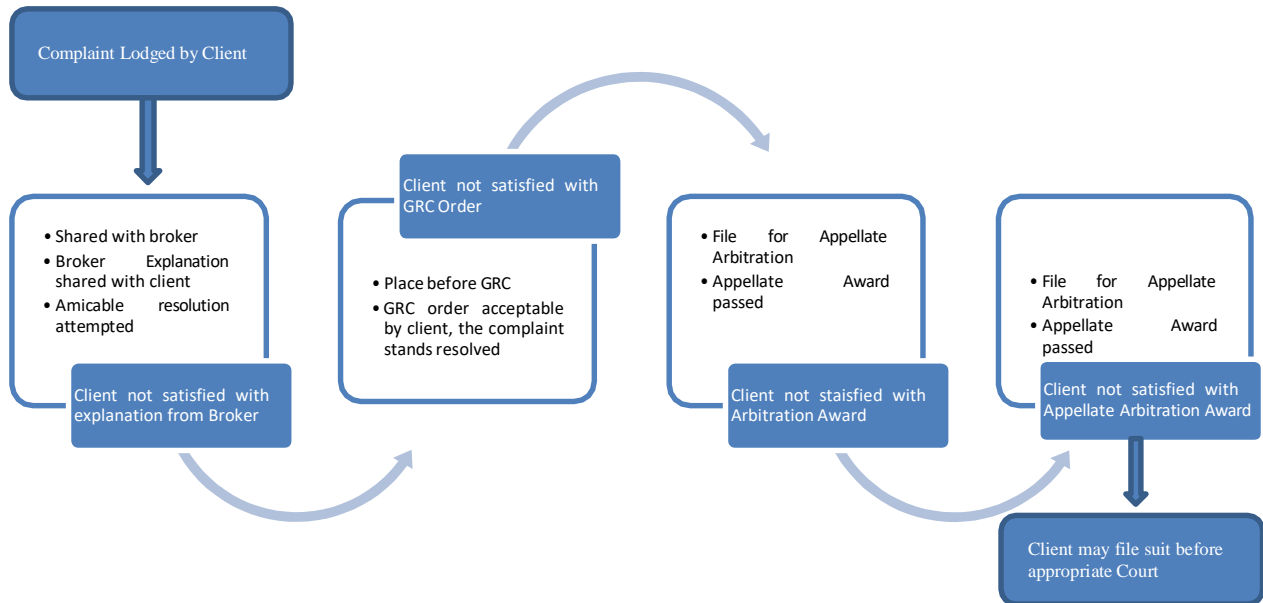 Complaint Lodged by Client
• Shared with broker
• Broker Explanation
shared with client
• Amicable resolution
attempted
Client not satisfied with
explanation from Broker
Client not satisfied with
GRC Order
• Place before GRC
• GRC order acceptable
by client, the complaint
stands resolved
• File for Appellate
Arbitration
• Appellate Award
passed
Client not staisfied with
Arbitration Award
• File for Appellate
Arbitration
• Appellate Award
passed
Client not satisfied with
Appellate Arbitration Award
Client may file suit before
appropriate Court